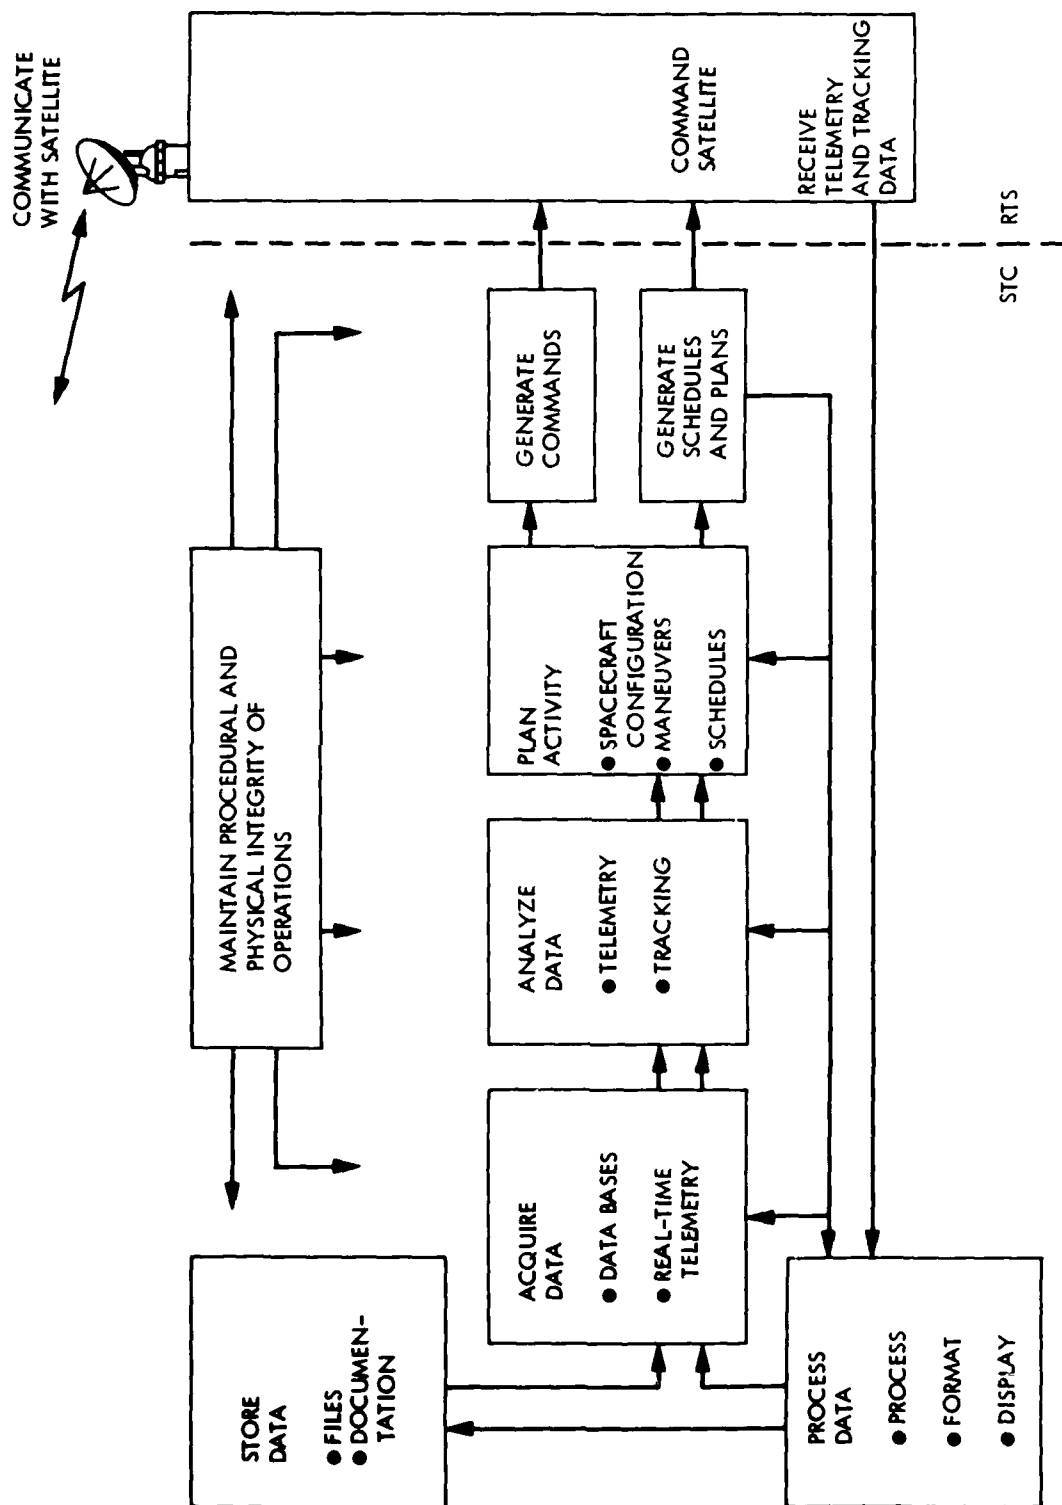 COMMUNICATE
WITH SATELLITE
MAINTAIN PROCEDURAL AND
PHYSICAL INTEGRITY OF
OPERATIONS
STORE
DATA
● FILES
● DOCUMEN-
TATION
ACQUIRE
DATA
● DATA BASES
● REAL-TIME
TELEMETRY
ANALYZE
DATA
● TELEMETRY
● TRACKING
PLAN
ACTIVITY
● SPACECRAFT
CONFIGURATION
● MANEUVERS
● SCHEDULES
GENERATE
COMMANDS
GENERATE
SCHEDULES
AND PLANS
COMMAND
SATELLITE
RECEIVE
TELEMETRY
AND TRACKING
DATA
PROCESS
DATA
● PROCESS
● FORMAT
● DISPLAY
STC
RTS